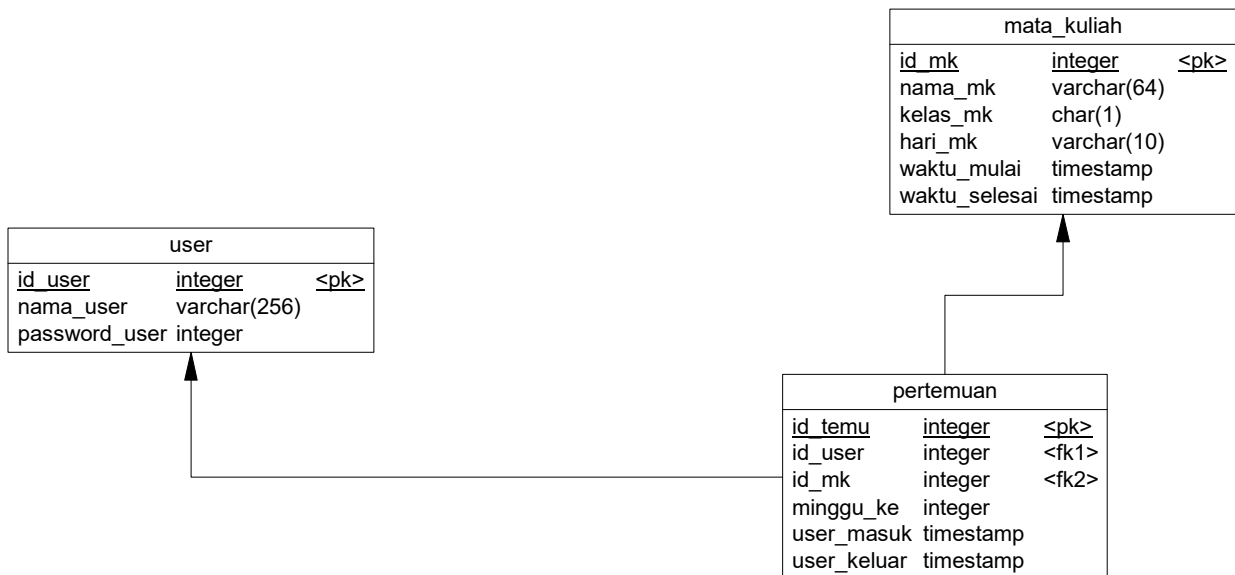 mata_kuliah
id_mk integer <pk>
nama_mk varchar(64)
kelas_mk char(1)
hari_mk varchar(10)
waktu_mulai timestamp
waktu_selesai timestamp
user
id_user integer <pk>
nama_user varchar(256)
password_user integer
pertemuan
id_temu integer <pk>
id_user integer <fk1>
id_mk integer <fk2>
minggu_ke integer
user_masuk timestamp
user_keluar timestamp